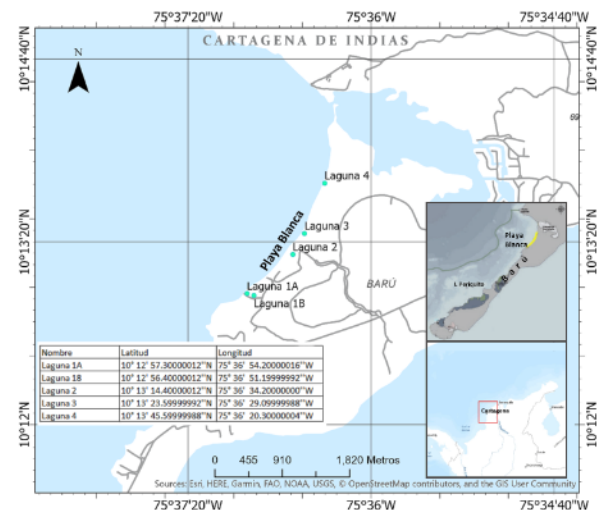 75°37'20"W 75°36'W 75°34'40"W
CARTAGENA DE INDIAS
10°14'40"N 10°14'40"N
N
69
Laguna 4
Playa Blanca
Laguna 3
10°13'20"N 10°13'20"N
Laguna 2
BARÚ
Laguna 1A
Laguna 1B
Playa
Blanca
Barú
Nombre Latitud Longitud
Laguna 1A 10° 12' 57.30000012''N 75° 36' 54.20000016''W
Laguna 1B 10° 12' 56.40000012''N 75° 36' 51.19999992''W
Laguna 2 10° 13' 14.40000012''N 75° 36' 34.20000000''W
Laguna 3 10° 13' 23.59999992''N 75° 36' 29.09999988''W
Laguna 4 10° 13' 45.59999988''N 75° 36' 20.30000004''W
Cartagena
10°12'N 10°12'N
0 455 910 1,820 Metros
Sources: Esri, HERE, Garmin, FAO, NOAA, USGS, © OpenStreetMap contributors, and the GIS User Community
75°37'20"W 75°36'W 75°34'40"W